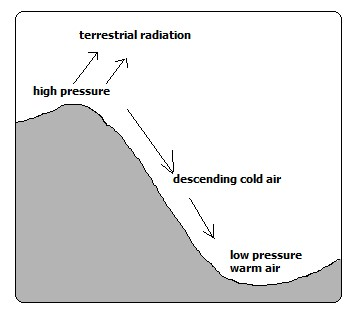 terrestrial radiation
high pressure
descending cold air
low pressure
warm air